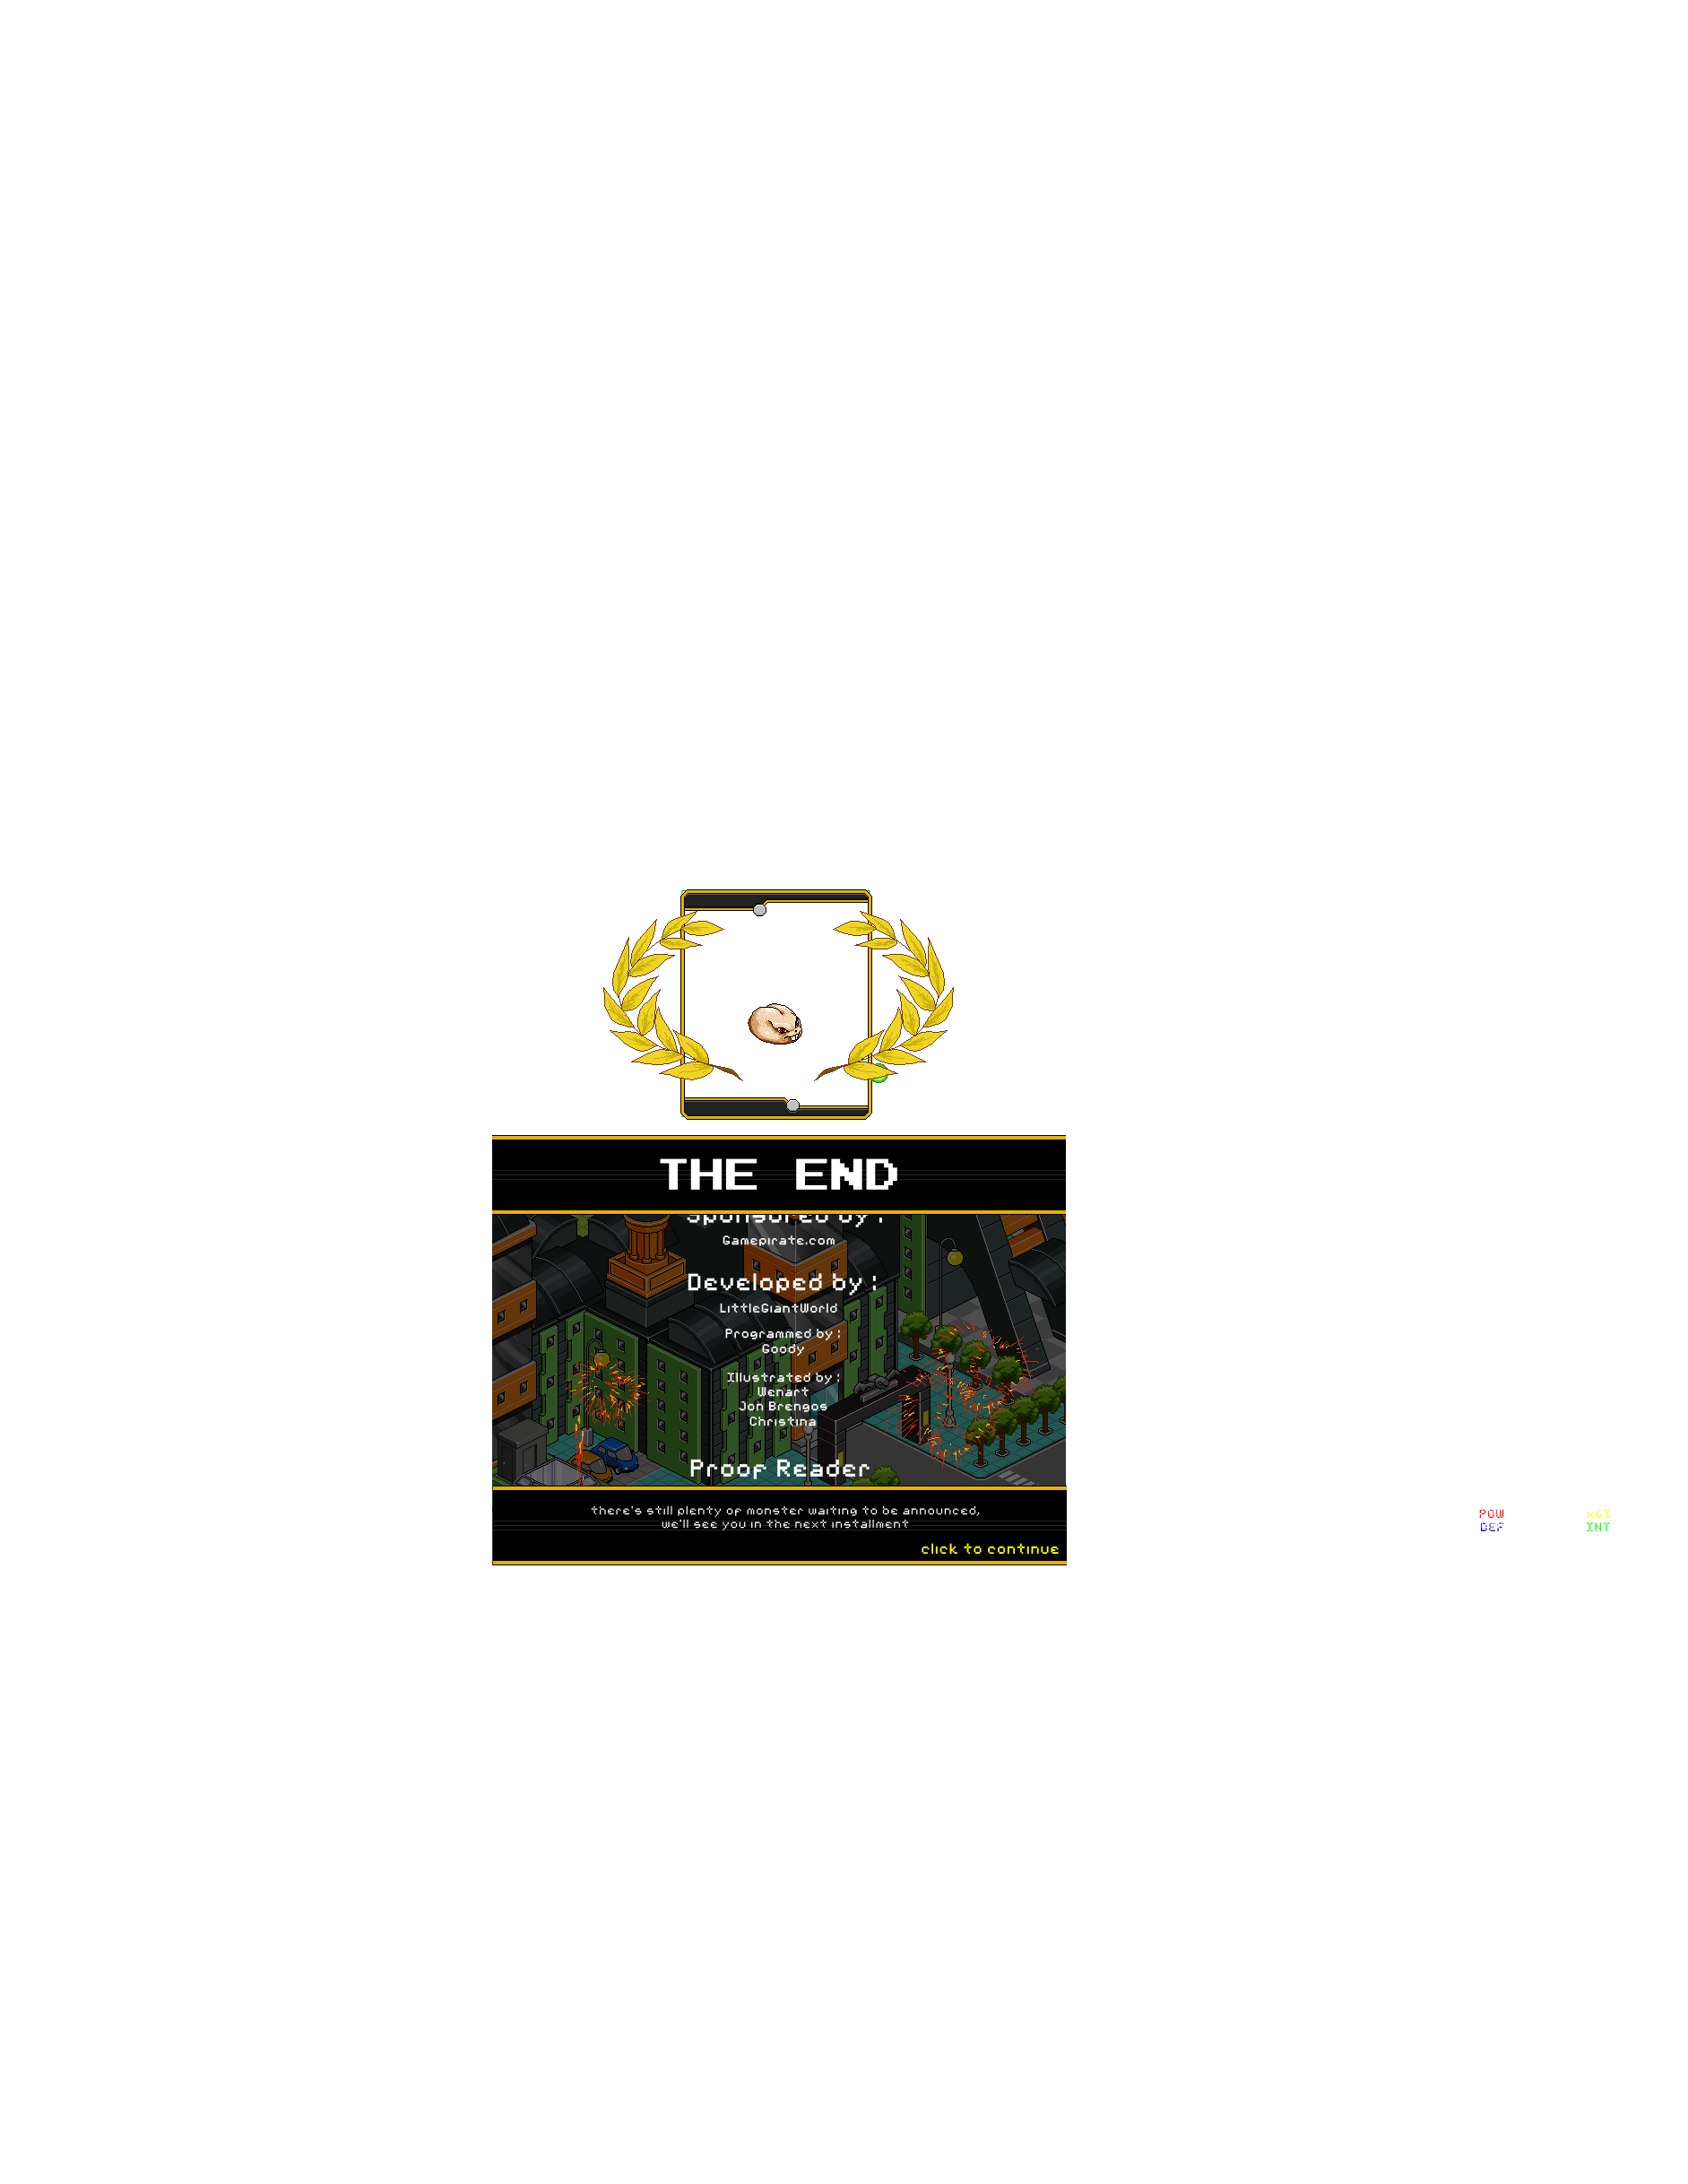 THE END
Sponsored by :
Gamepirate.com
Developed by :
LittleGiantWorld
Programmed by :
Goody
Illustrated by :
Wenart
Jon Brengos
Christina
Proof Reader
there's still plenty of monster waiting to be announced,
we'll see you in the next installment
click to continue
POW AGI
DEF INT